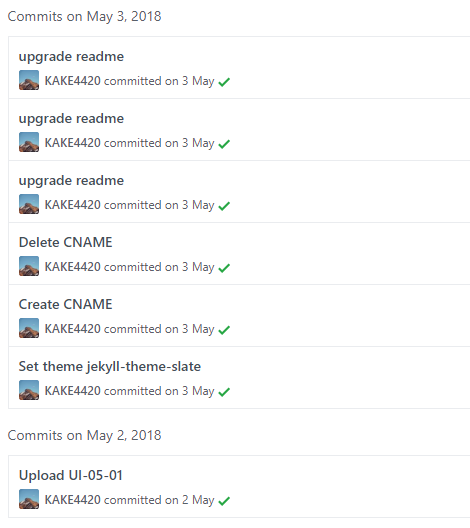 Commits on May 3, 2018
upgrade readme
KAKE4420 committed on 3 May
upgrade readme
KAKE4420 committed on 3 May
upgrade readme
KAKE4420 committed on 3 May
Delete CNAME
KAKE4420 committed on 3 May
Create CNAME
KAKE4420 committed on 3 May
Set theme jekyll-theme-slate
KAKE4420 committed on 3 May
Commits on May 2, 2018
Upload UI-05-01
KAKE4420 committed on 2 May